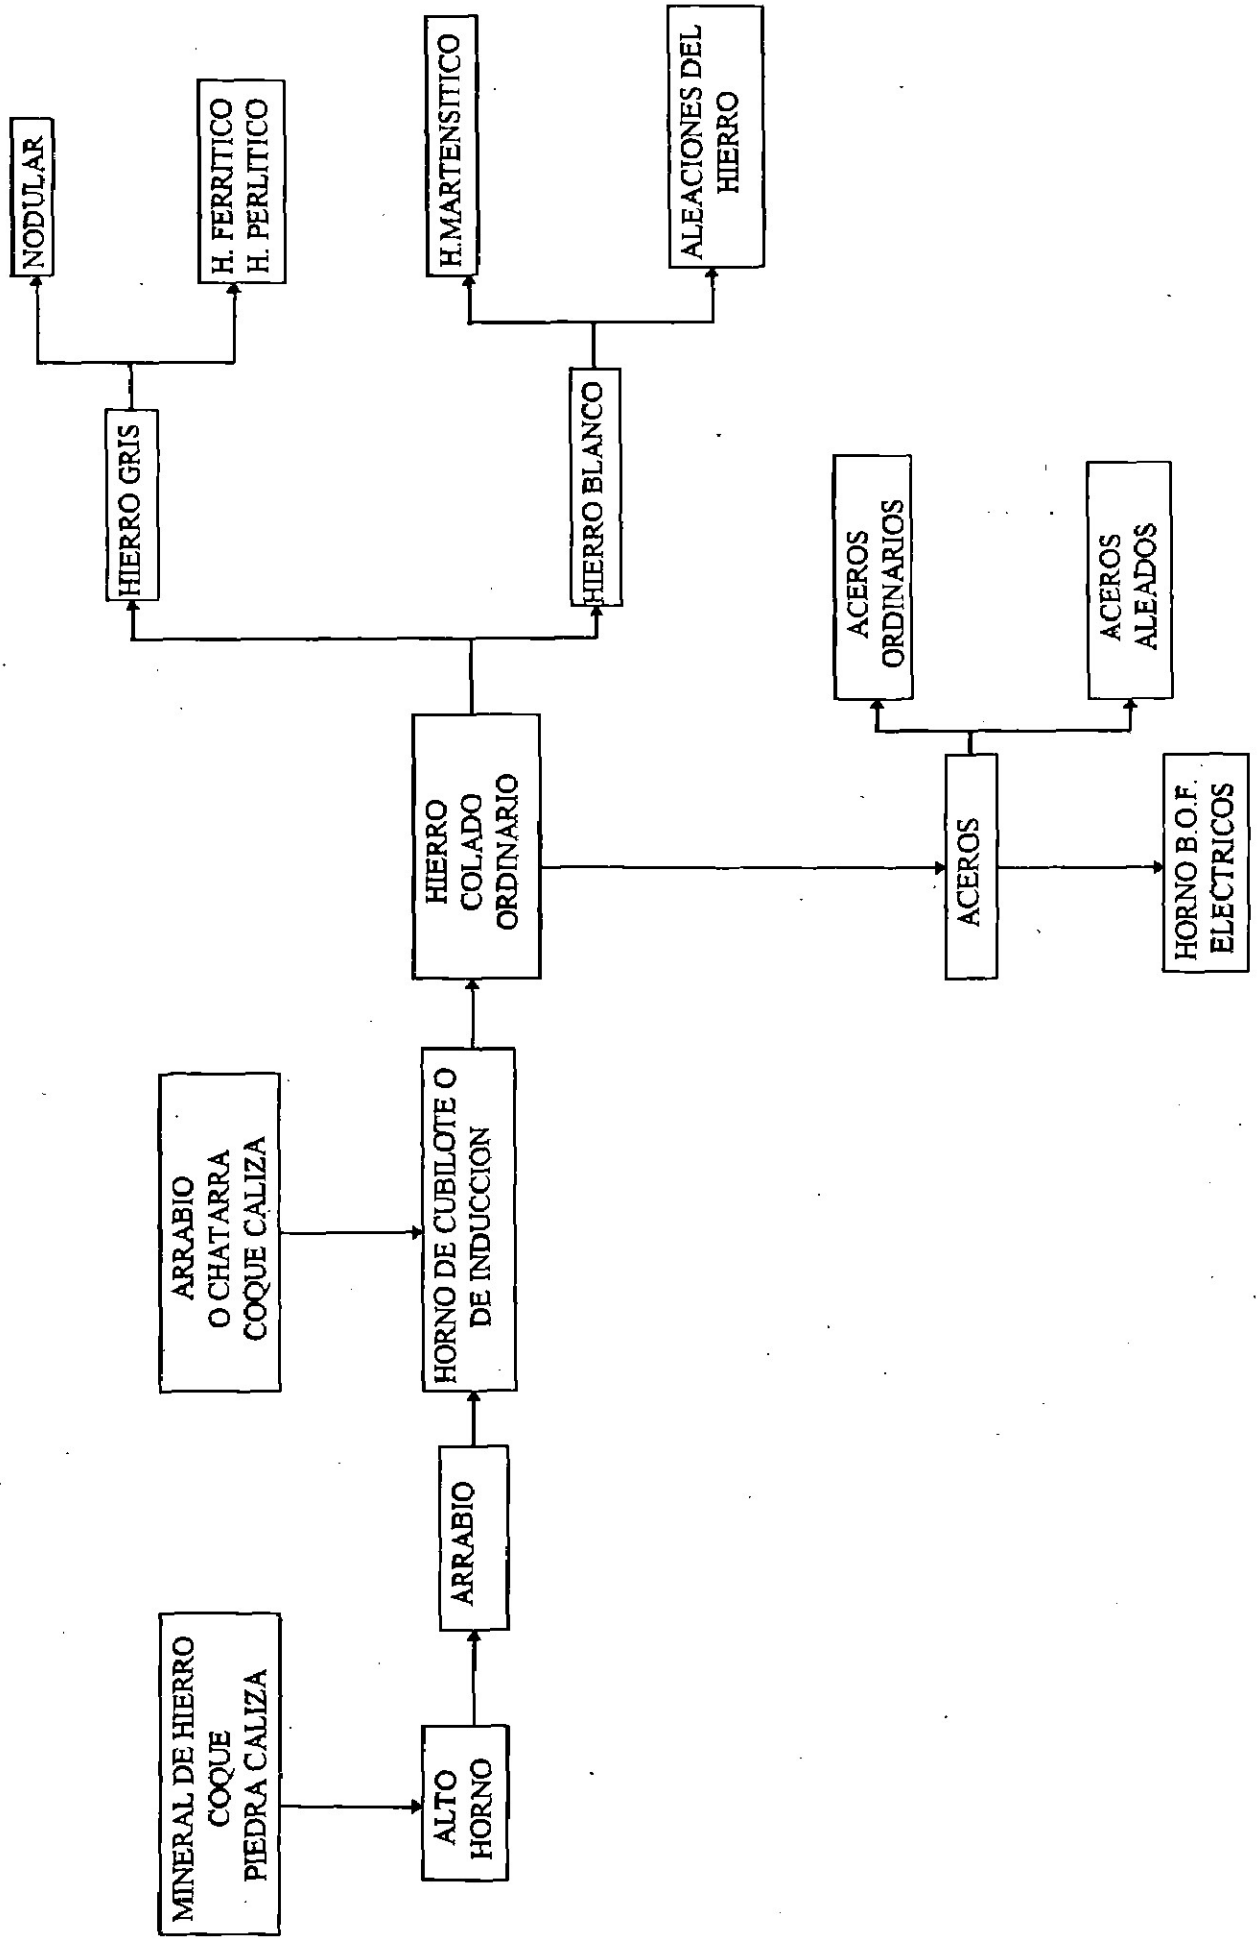 MINERAL DE HIERRO
COQUE
PIEDRA CALIZA
ALTO
HORNO
ARRABIO
ARRABIO
O CHATARRA
COQUE CALIZA
HORNO DE CUBILOTE O
DE INDUCCION
HIERRO
COLADO
ORDINARIO
HIERRO GRIS
NODULAR
H. FERRITICO
H. PERLITICO
HIERRO BLANCO
H.MARTENSITICO
ALEACIONES DEL
HIERRO
ACEROS
ACEROS
ORDINARIOS
ACEROS
ALEADOS
HORNO B.O.F.
ELECTRICOS